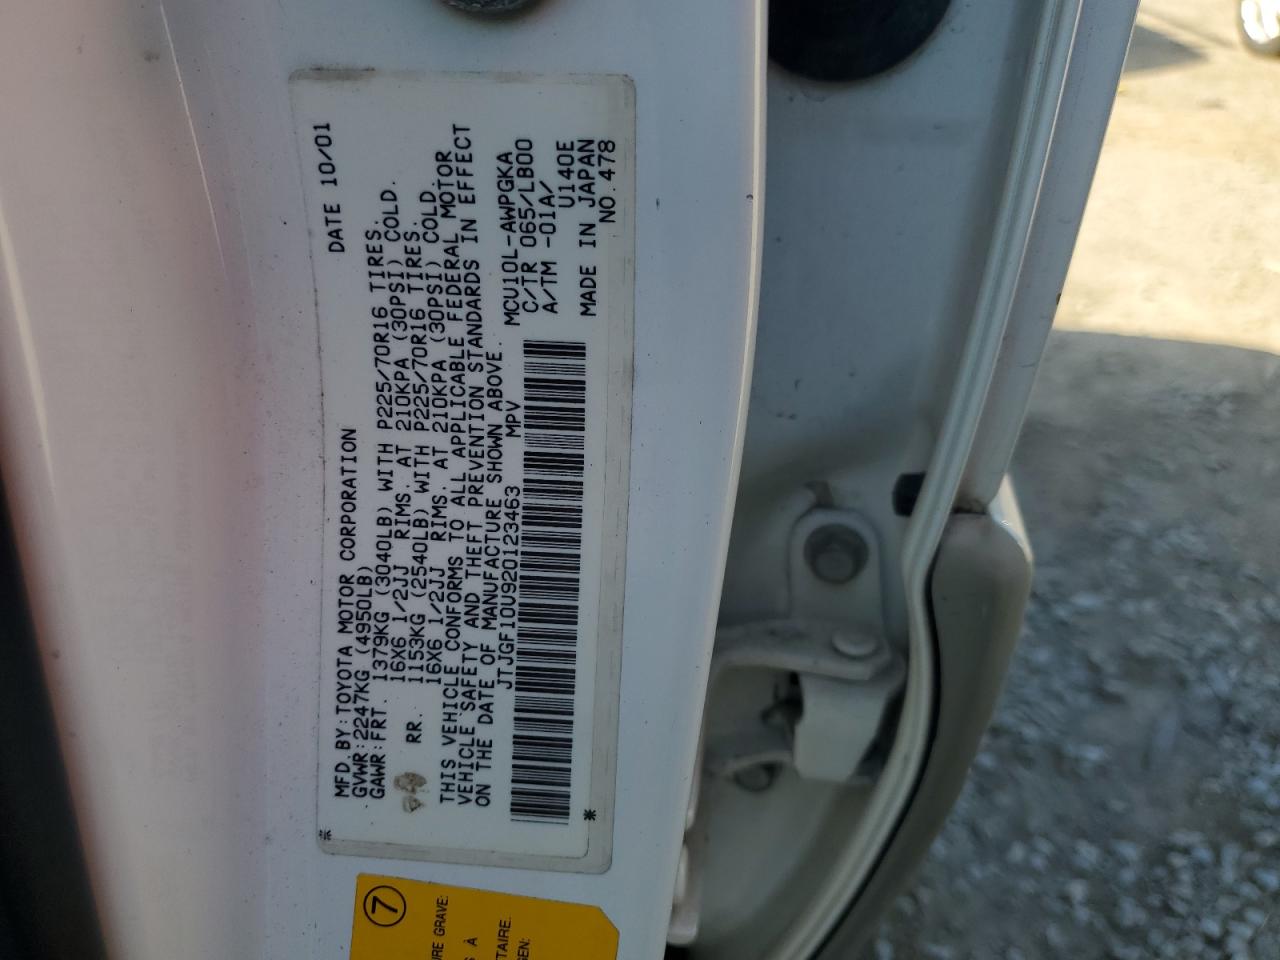 DATE 10/01
MFD.BY:TOYOTA MOTOR CORPORATION
GVWR:2247KG (4950LB)
GAWR:FRT. 1379KG (3040LB) WITH P225/70R16 TIRES.
16X6 1/2JJ RIMS. AT 210KPA (30PSI) COLD.
RR. 1153KG (2540LB) WITH P225/70R16 TIRES.
16X6 1/2JJ RIMS. AT 210KPA (30PSI) COLD.
THIS VEHICLE CONFORMS TO ALL APPLICABLE FEDERAL MOTOR
VEHICLE SAFETY AND THEFT PREVENTION STANDARDS IN EFFECT
ON THE DATE OF MANUFACTURE SHOWN ABOVE.
JTJGF10U920123463 MPV
MCU10L-AWPGKA
C/TR 065/LB00
A/TM -01A/
U140E
MADE IN JAPAN
NO.478
7
URE GRAVE:
S À
TAIRE.
GEN: